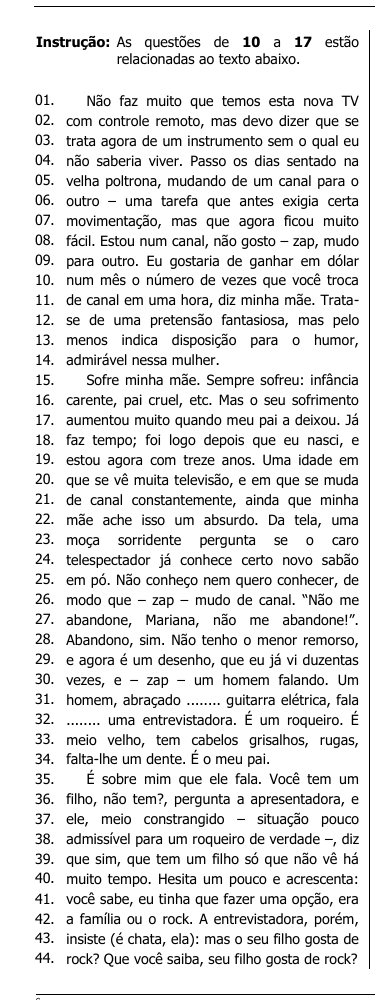 Instrução: As questões de 10 a 17 estão
relacionadas ao texto abaixo.
01. Não faz muito que temos esta nova TV
02. com controle remoto, mas devo dizer que se
03. trata agora de um instrumento sem o qual eu
04. não saberia viver. Passo os dias sentado na
05. velha poltrona, mudando de um canal para o
06. outro – uma tarefa que antes exigia certa
07. movimentação, mas que agora ficou muito
08. fácil. Estou num canal, não gosto – zap, mudo
09. para outro. Eu gostaria de ganhar em dólar
10. num mês o número de vezes que você troca
11. de canal em uma hora, diz minha mãe. Trata-
12. se de uma pretensão fantasiosa, mas pelo
13. menos indica disposição para o humor,
14. admirável nessa mulher.
15. Sofre minha mãe. Sempre sofreu: infância
16. carente, pai cruel, etc. Mas o seu sofrimento
17. aumentou muito quando meu pai a deixou. Já
18. faz tempo; foi logo depois que eu nasci, e
19. estou agora com treze anos. Uma idade em
20. que se vê muita televisão, e em que se muda
21. de canal constantemente, ainda que minha
22. mãe ache isso um absurdo. Da tela, uma
23. moça sorridente pergunta se o caro
24. telespectador já conhece certo novo sabão
25. em pó. Não conheço nem quero conhecer, de
26. modo que – zap – mudo de canal. “Não me
27. abandone, Mariana, não me abandone!”.
28. Abandono, sim. Não tenho o menor remorso,
29. e agora é um desenho, que eu já vi duzentas
30. vezes, e – zap – um homem falando. Um
31. homem, abraçado ........ guitarra elétrica, fala
32. ........ uma entrevistadora. É um roqueiro. É
33. meio velho, tem cabelos grisalhos, rugas,
34. falta-lhe um dente. É o meu pai.
35. É sobre mim que ele fala. Você tem um
36. filho, não tem?, pergunta a apresentadora, e
37. ele, meio constrangido – situação pouco
38. admissível para um roqueiro de verdade –, diz
39. que sim, que tem um filho só que não vê há
40. muito tempo. Hesita um pouco e acrescenta:
41. você sabe, eu tinha que fazer uma opção, era
42. a família ou o rock. A entrevistadora, porém,
43. insiste (é chata, ela): mas o seu filho gosta de
44. rock? Que você saiba, seu filho gosta de rock?